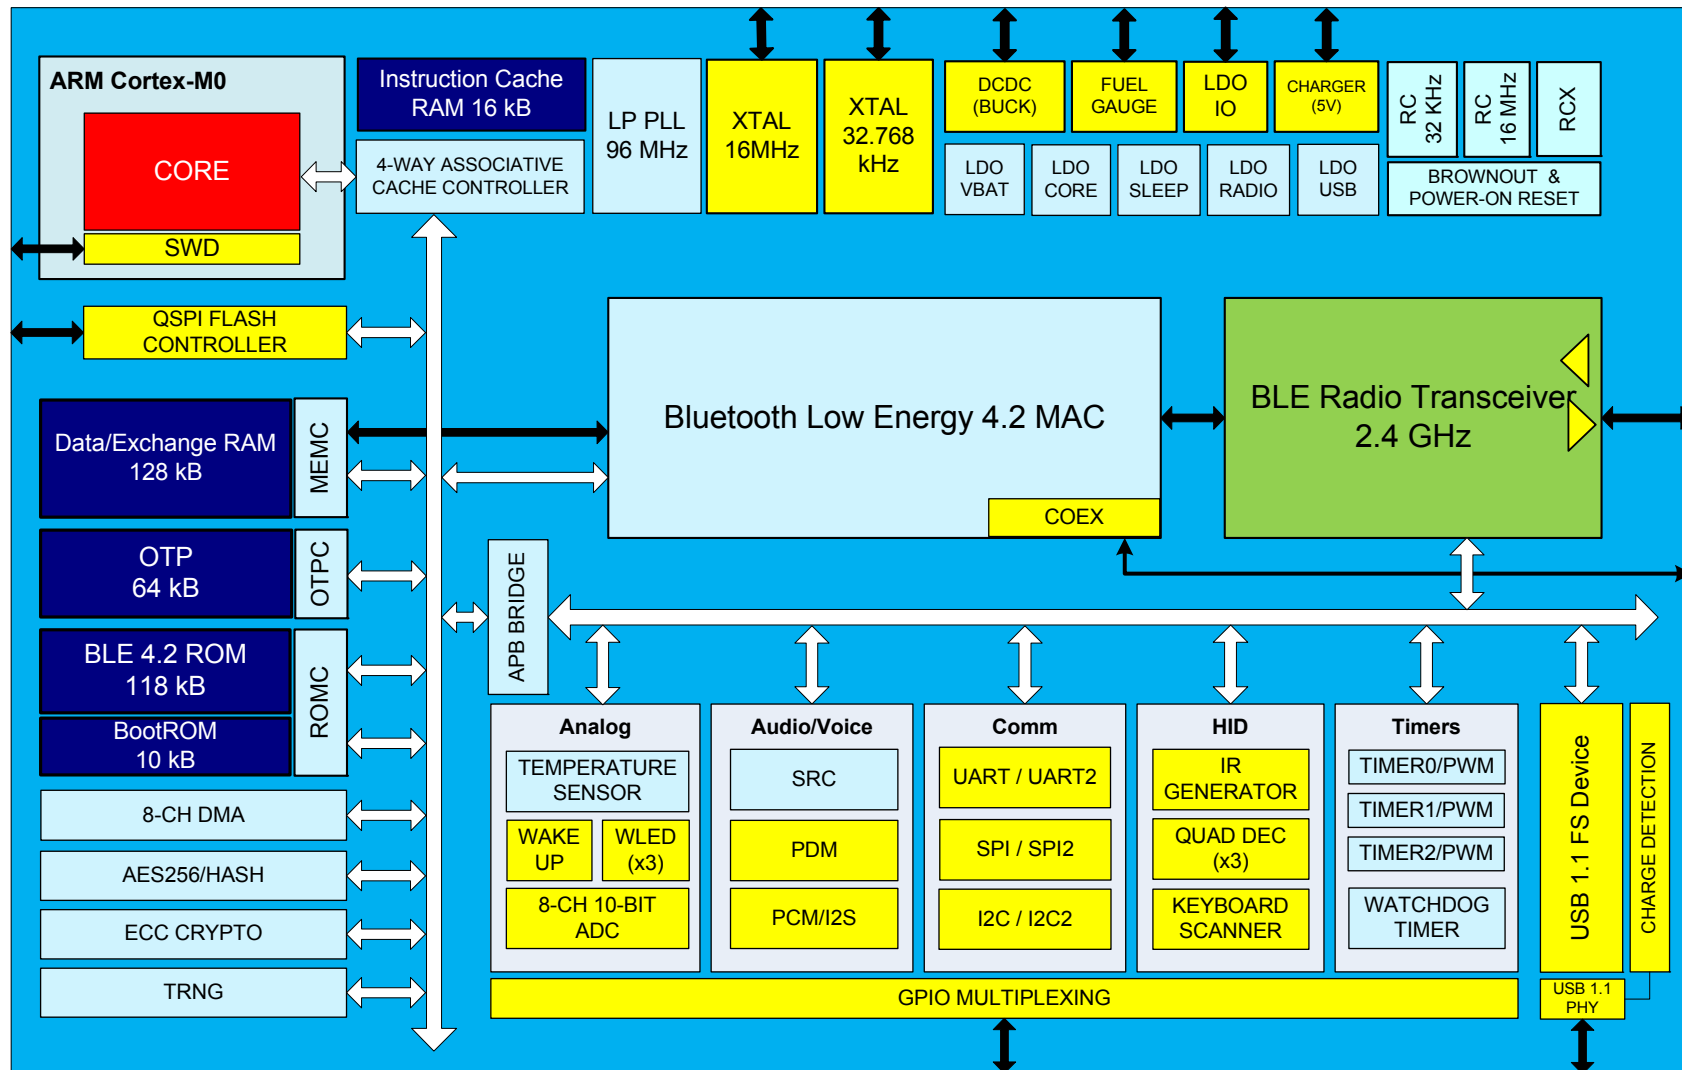 ARM Cortex-M0
CORE
SWD
Instruction Cache
RAM 16 kB
4-WAY ASSOCIATIVE
CACHE CONTROLLER
LP PLL
96 MHz
XTAL
16MHz
XTAL
32.768
kHz
DCDC
(BUCK)
FUEL
GAUGE
LDO
IO
CHARGER
(5V)
LDO
VBAT
LDO
CORE
LDO
SLEEP
LDO
RADIO
LDO
USB
RC
32 KHz
RC
16 MHz
RCX
BROWNOUT &
POWER-ON RESET
QSPI FLASH
CONTROLLER
Data/Exchange RAM
128 kB
MEMC
OTP
64 kB
OTPC
BLE 4.2 ROM
118 kB
BootROM
10 kB
ROMC
8-CH DMA
AES256/HASH
ECC CRYPTO
TRNG
Bluetooth Low Energy 4.2 MAC
COEX
BLE Radio Transceiver
2.4 GHz
APB BRIDGE
Analog
TEMPERATURE
SENSOR
WAKE
UP
WLED
(x3)
8-CH 10-BIT
ADC
Audio/Voice
SRC
PDM
PCM/I2S
Comm
UART / UART2
SPI / SPI2
I2C / I2C2
HID
IR
GENERATOR
QUAD DEC
(x3)
KEYBOARD
SCANNER
Timers
TIMER0/PWM
TIMER1/PWM
TIMER2/PWM
WATCHDOG
TIMER
USB 1.1 FS Device
CHARGE DETECTION
GPIO MULTIPLEXING
USB 1.1
PHY